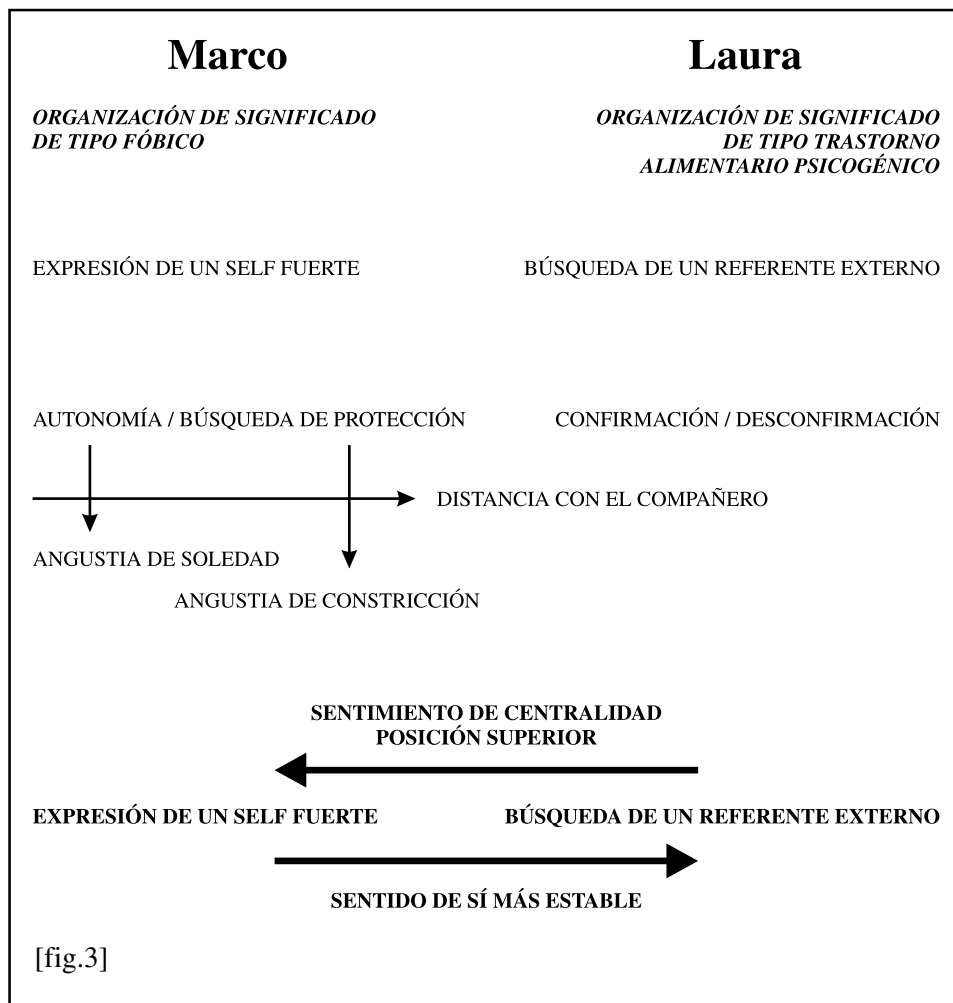 Marco
Laura
ORGANIZACIÓN DE SIGNIFICADO
DE TIPO FÓBICO
ORGANIZACIÓN DE SIGNIFICADO
DE TIPO TRASTORNO
ALIMENTARIO PSICOGÉNICO
EXPRESIÓN DE UN SELF FUERTE
BÚSQUEDA DE UN REFERENTE EXTERNO
AUTONOMÍA / BÚSQUEDA DE PROTECCIÓN
CONFIRMACIÓN / DESCONFIRMACIÓN
DISTANCIA CON EL COMPAÑERO
ANGUSTIA DE SOLEDAD
ANGUSTIA DE CONSTRICCIÓN
SENTIMIENTO DE CENTRALIDAD
POSICIÓN SUPERIOR
EXPRESIÓN DE UN SELF FUERTE
BÚSQUEDA DE UN REFERENTE EXTERNO
SENTIDO DE SÍ MÁS ESTABLE
[fig.3]